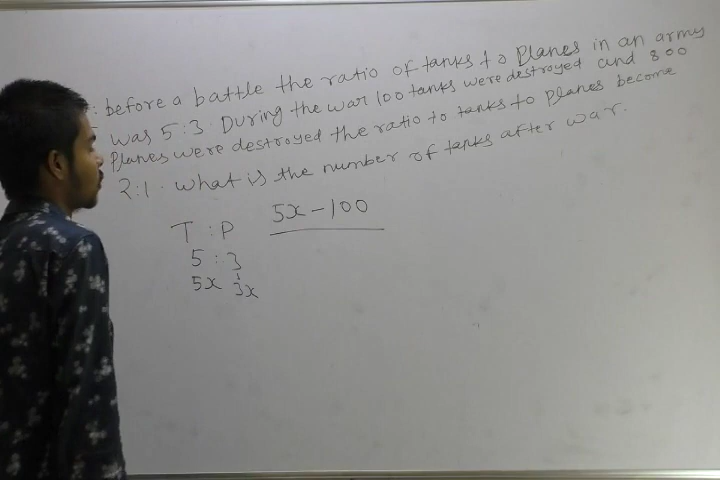 : before a battle the ratio of tanks to Planes in an army
was 5:3. During the war 100 tanks were destroyed and 800
Planes were destroyed the ratio to tanks to planes become
2:1. what is the number of tanks after war.
T : P 5x-100
5 : 3
5x 3x